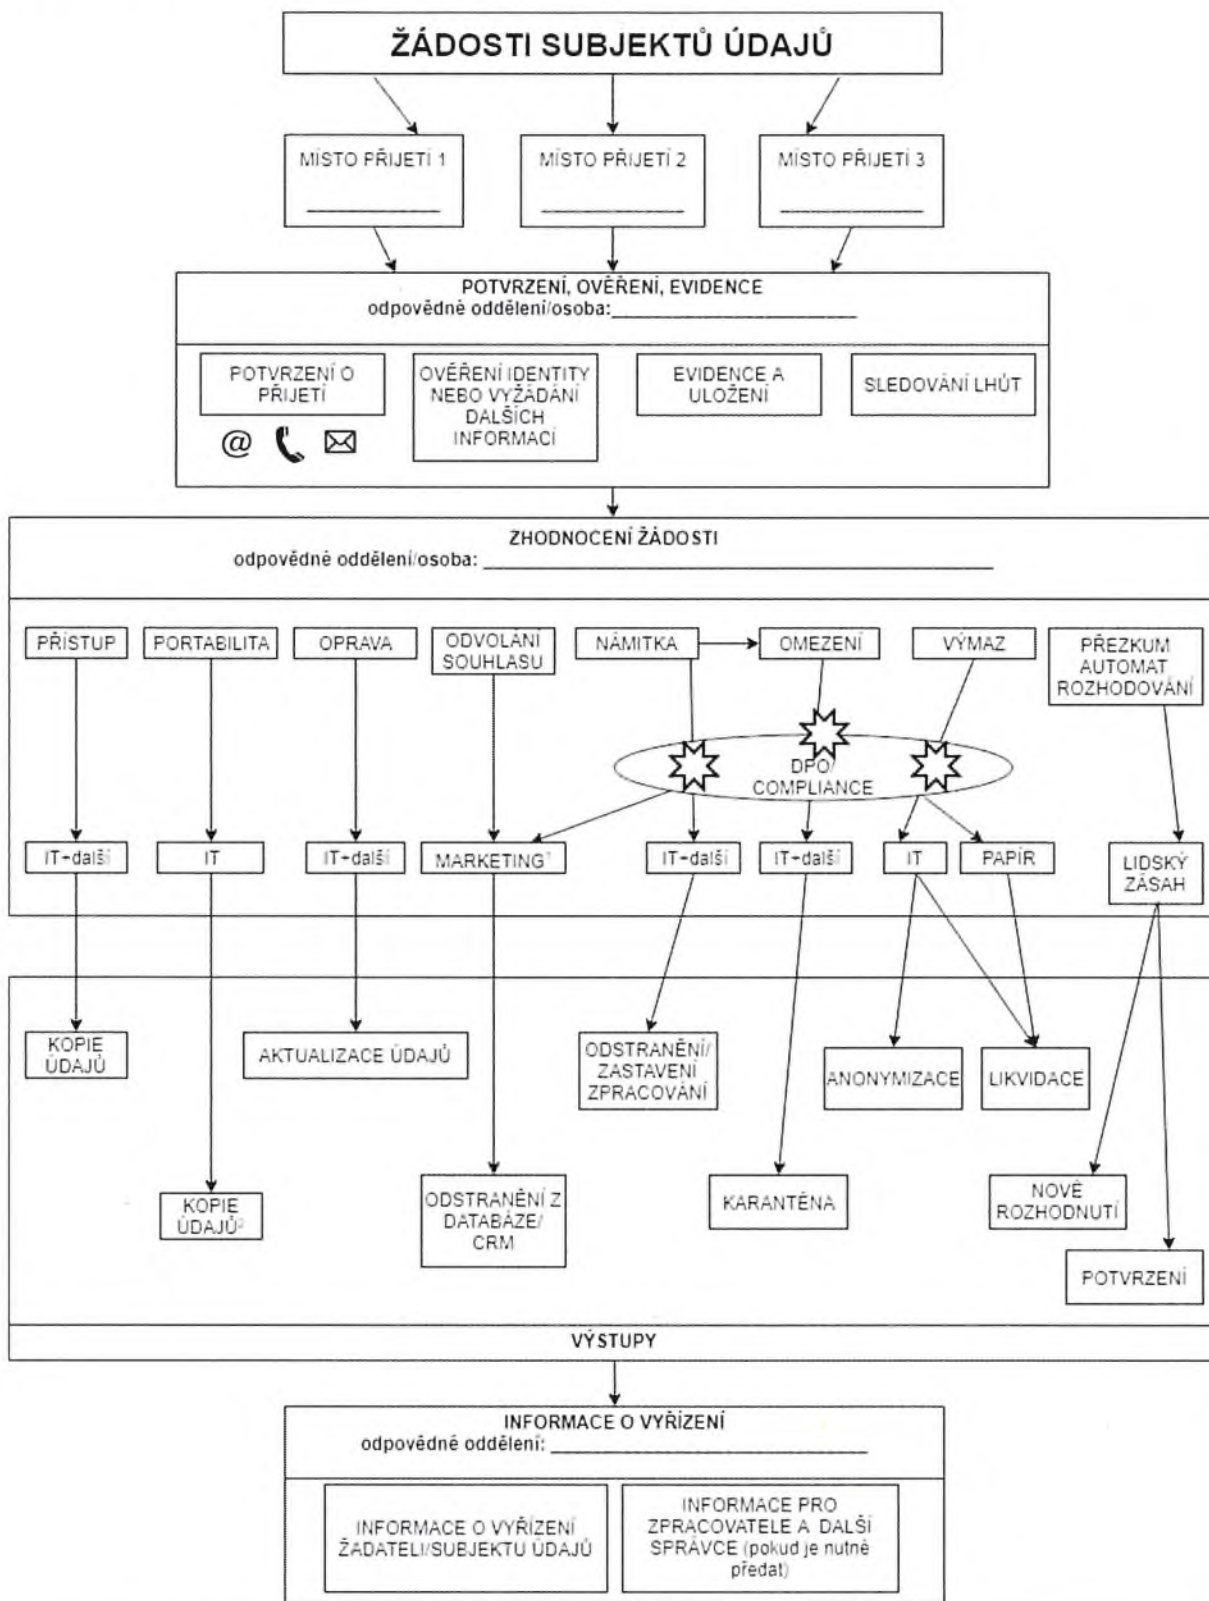 ŽÁDOSTI SUBJEKTŮ ÚDAJŮ
MÍSTO PŘIJETÍ 1
MÍSTO PŘIJETÍ 2
MÍSTO PŘIJETÍ 3
POTVRZENÍ, OVĚŘENÍ, EVIDENCE
odpovědné oddělení/osoba:
POTVRZENÍ O
PŘIJETÍ
@
OVĚŘENÍ IDENTITY
NEBO VYŽÁDÁNÍ
DALŠÍCH
INFORMACÍ
EVIDENCE A
ULOŽENÍ
SLEDOVÁNÍ LHŮT
ZHODNOCENÍ ŽÁDOSTI
odpovědné oddělení/osoba:
PŘÍSTUP
PORTABILITA
OPRAVA
ODVOLÁNÍ
SOUHLASU
NÁMITKA
OMEZENÍ
VÝMAZ
PŘEZKUM
AUTOMAT
ROZHODOVÁNÍ
DPO/
COMPLIANCE
IT+další
IT
IT+další
MARKETING¹
IT+další
IT+další
IT
PAPÍR
LIDSKÝ
ZÁSAH
KOPIE
ÚDAJŮ
AKTUALIZACE ÚDAJŮ
ODSTRANĚNÍ/
ZASTAVENÍ
ZPRACOVÁNÍ
ANONYMIZACE
LIKVIDACE
KOPIE
ÚDAJŮ²
ODSTRANĚNÍ Z
DATABÁZE/
CRM
KARANTÉNA
NOVÉ
ROZHODNUTÍ
POTVRZENÍ
VÝSTUPY
INFORMACE O VYŘÍZENÍ
odpovědné oddělení:
INFORMACE O VYŘÍZENÍ
ŽADATELI/SUBJEKTU ÚDAJŮ
INFORMACE PRO
ZPRACOVATELE A DALŠÍ
SPRÁVCE (pokud je nutné
předat)